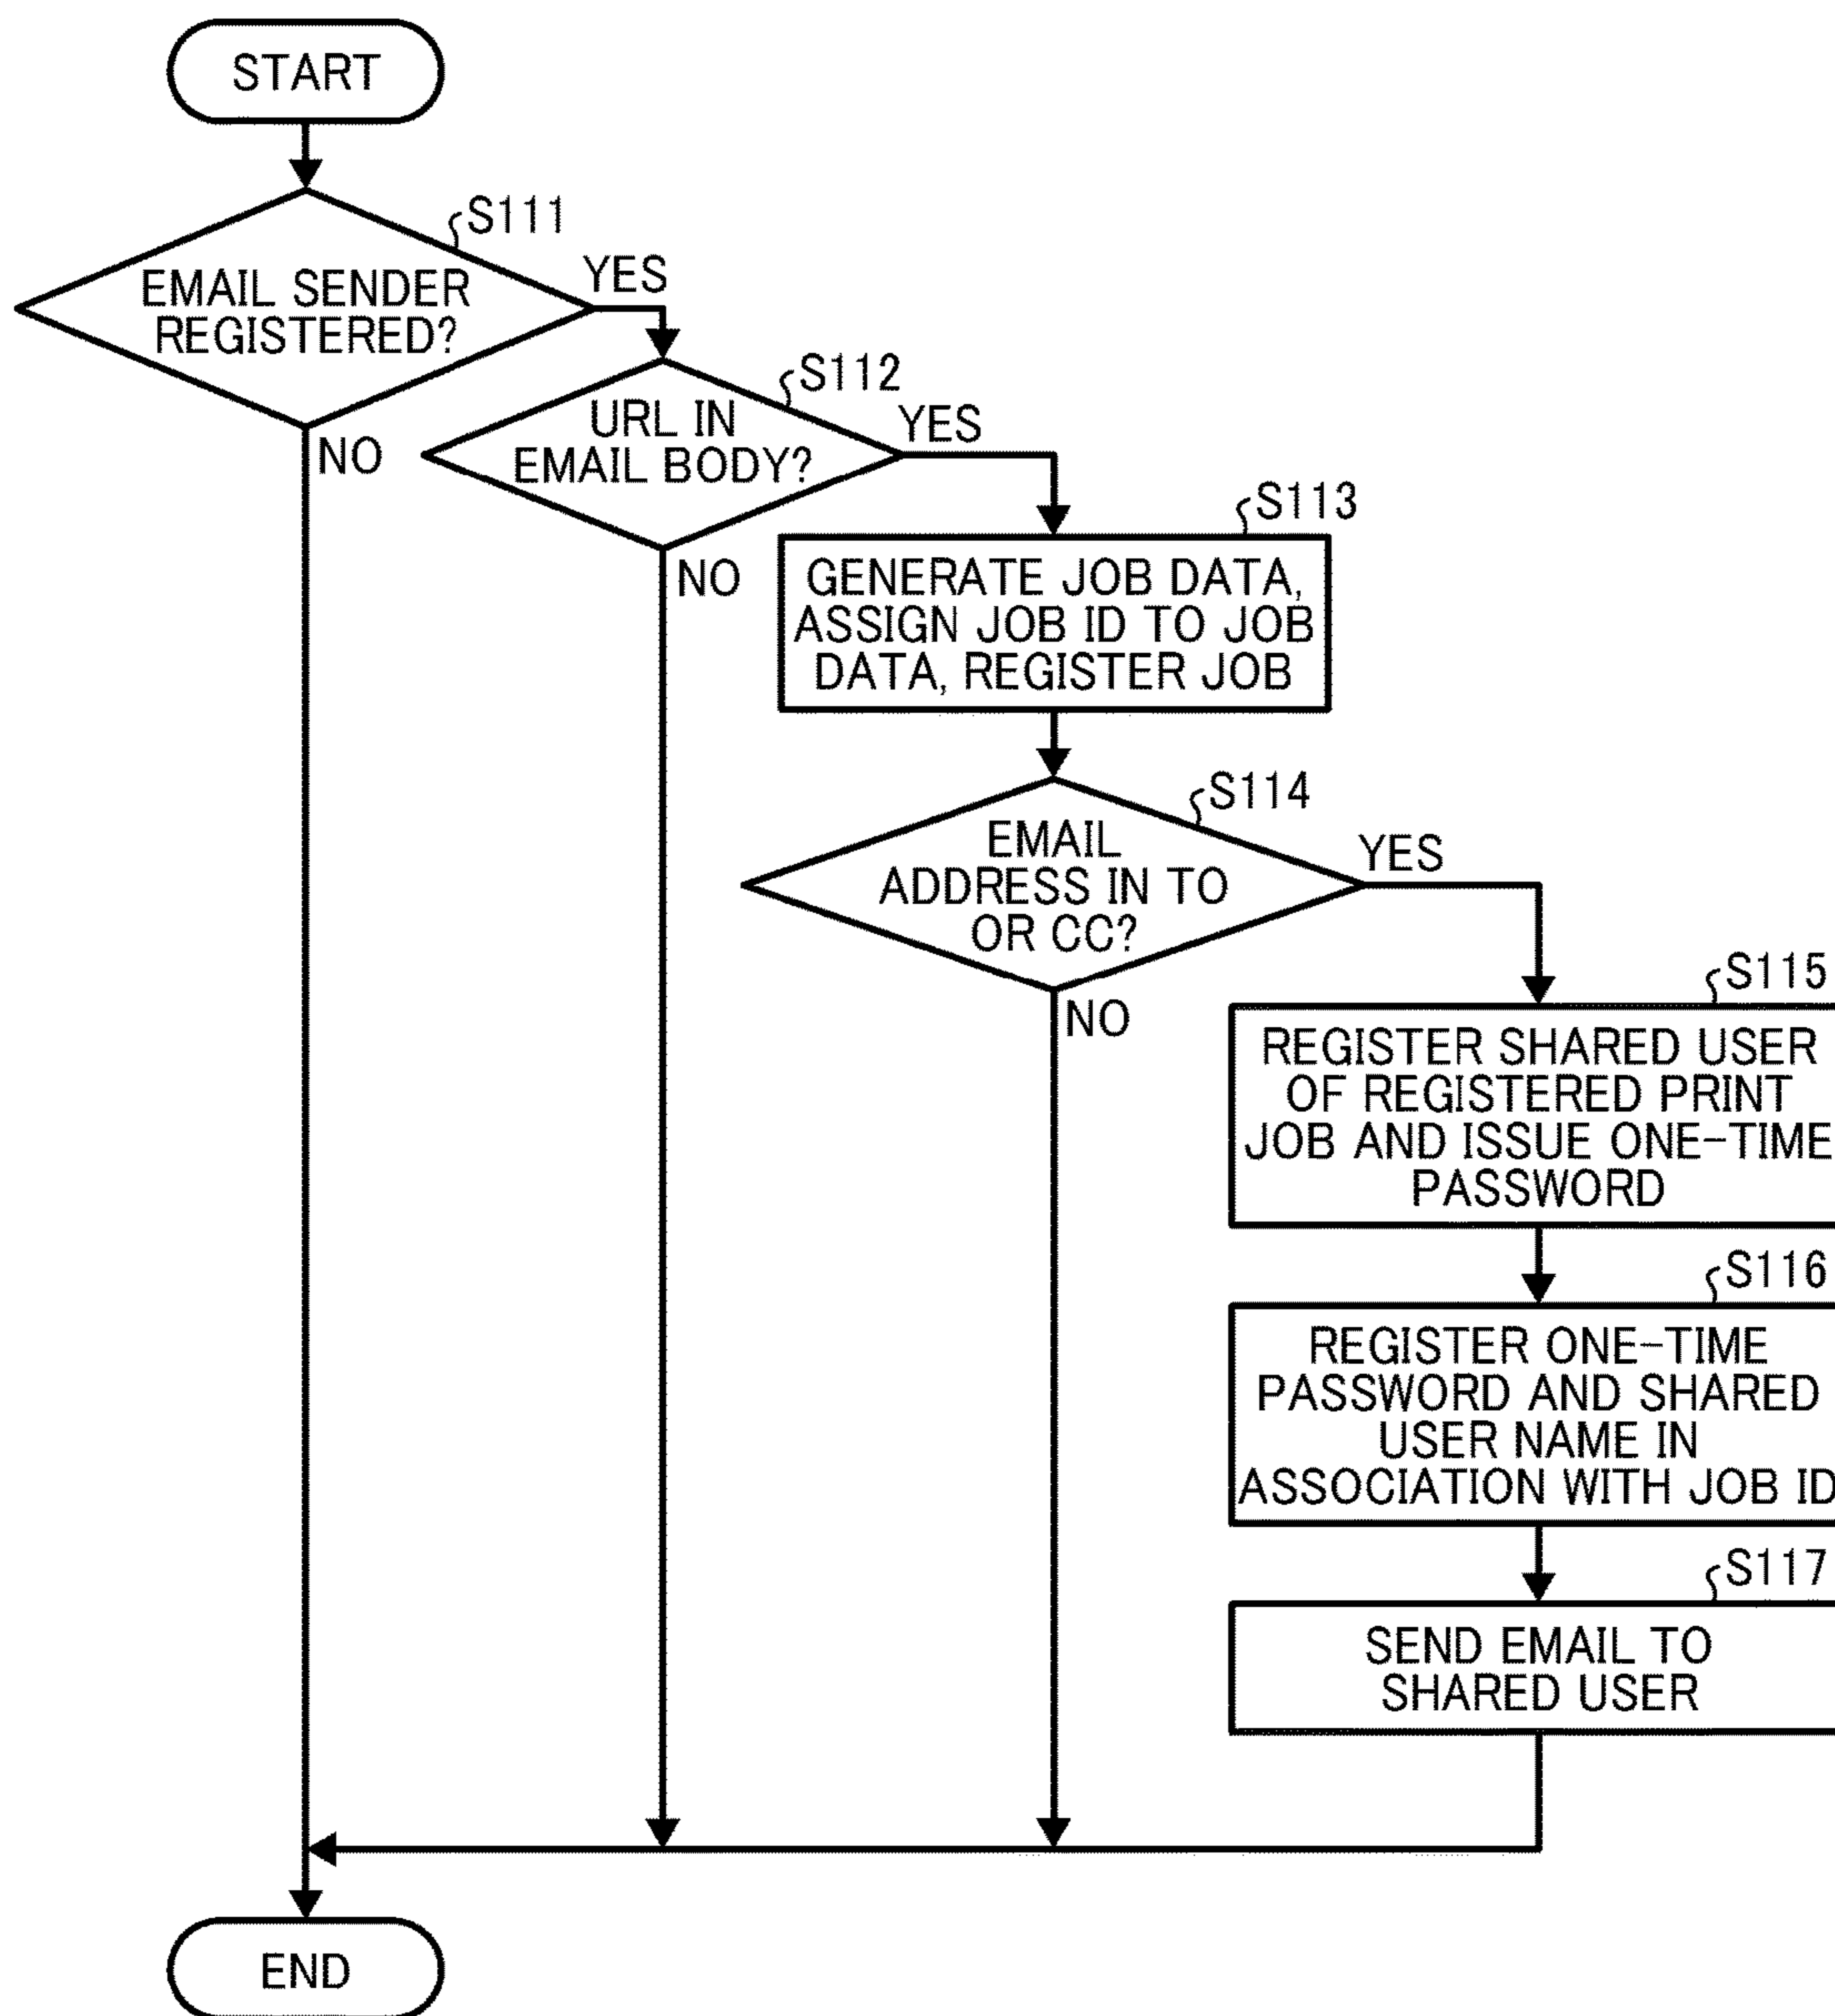 START
S111
EMAIL SENDER
REGISTERED?
YES
NO
S112
URL IN
EMAIL BODY?
YES
NO
S113
GENERATE JOB DATA,
ASSIGN JOB ID TO JOB
DATA, REGISTER JOB
S114
EMAIL
ADDRESS IN TO
OR CC?
YES
NO
S115
REGISTER SHARED USER
OF REGISTERED PRINT
JOB AND ISSUE ONE-TIME
PASSWORD
S116
REGISTER ONE-TIME
PASSWORD AND SHARED
USER NAME IN
ASSOCIATION WITH JOB ID
S117
SEND EMAIL TO
SHARED USER
END